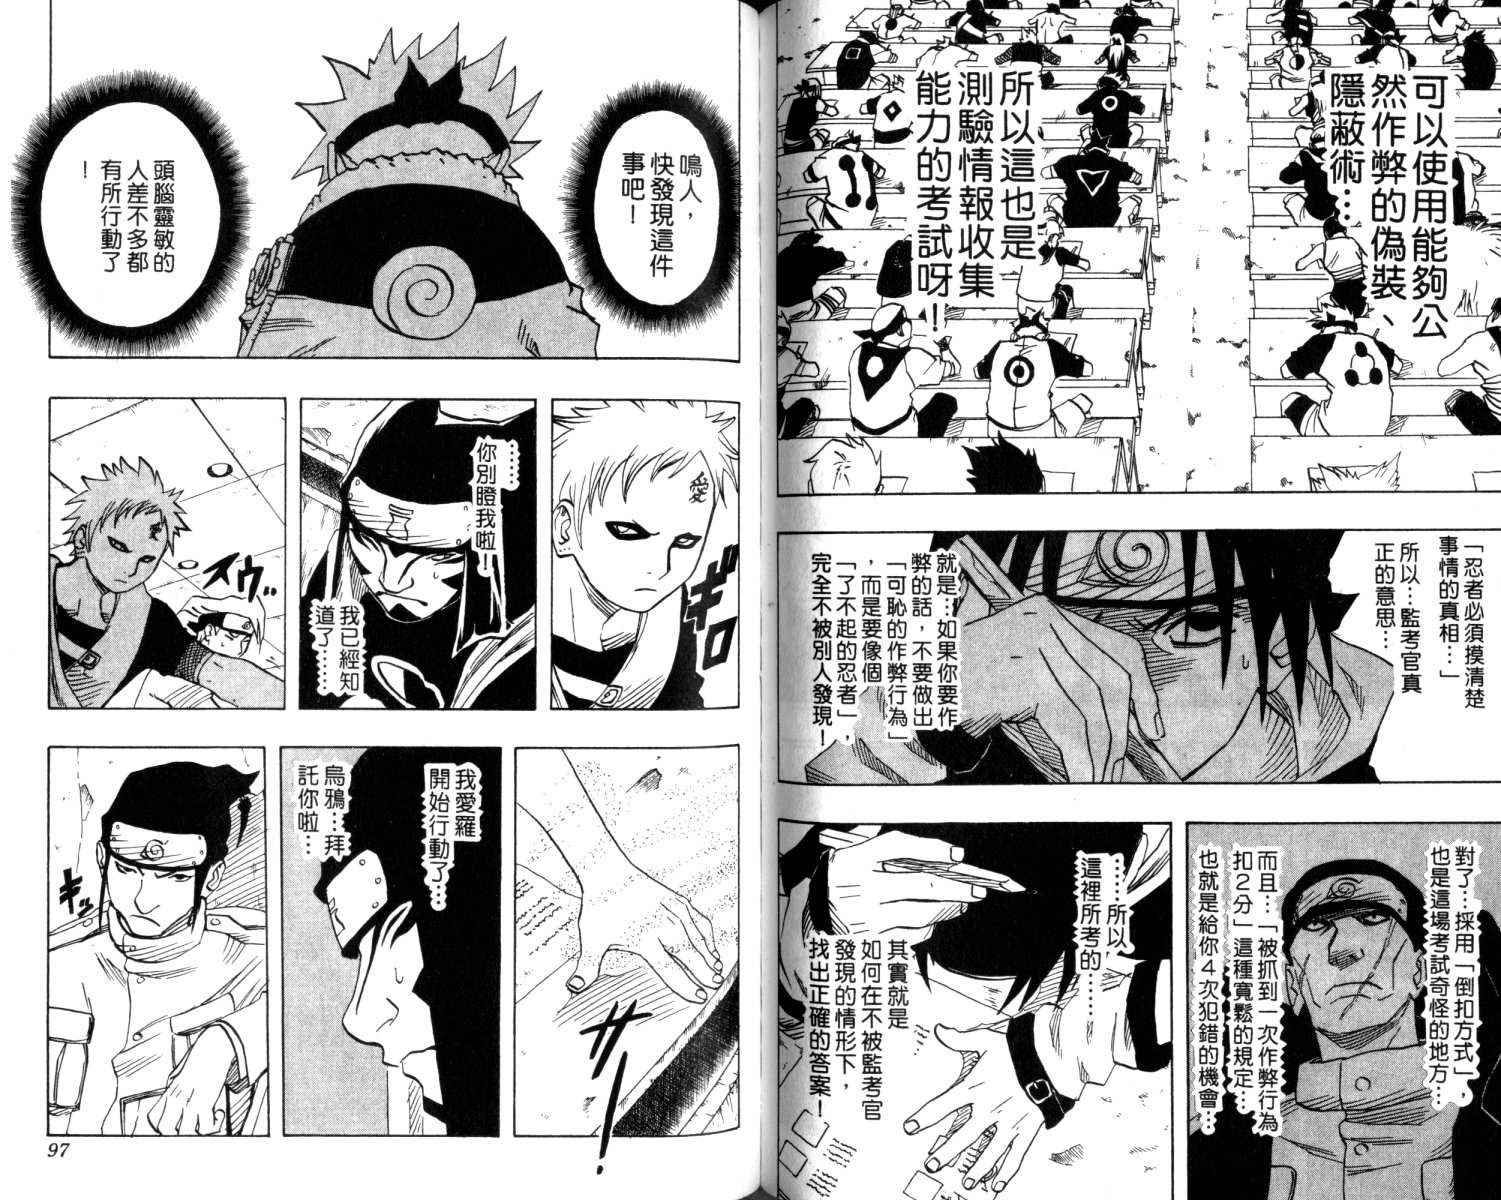 可以使用能夠公
然作弊的偽裝、
隱蔽術…
所以這也是
測驗情報收集
能力的考試呀！
「忍者必須摸清楚
事情的真相…」
所以…監考官真
正的意思…
就是…如果你要作
弊的話，不要做出
「可恥的作弊行為」
，而是要像個
「了不起的忍者」，
完全不被別人發現！
對了…採用「倒扣方式」，
也是這場考試奇怪的地方…
而且…「被抓到一次作弊行為
扣2分」這種寬鬆的規定…
也就是給你4次犯錯的機會…
……所以
這裡所考的……
其實就是
如何在不被監考官
發現的情形下，
找出正確的答案！
鳴人，
快發現這件
事吧！
頭腦靈敏的
人差不多都
有所行動了
！
愛
ギロ
……
你別瞪我啦！
我已經知
道了……
スゥ…
ザッ！
我愛羅
開始行動了…
烏鴉…拜
託你啦…
キッ
97